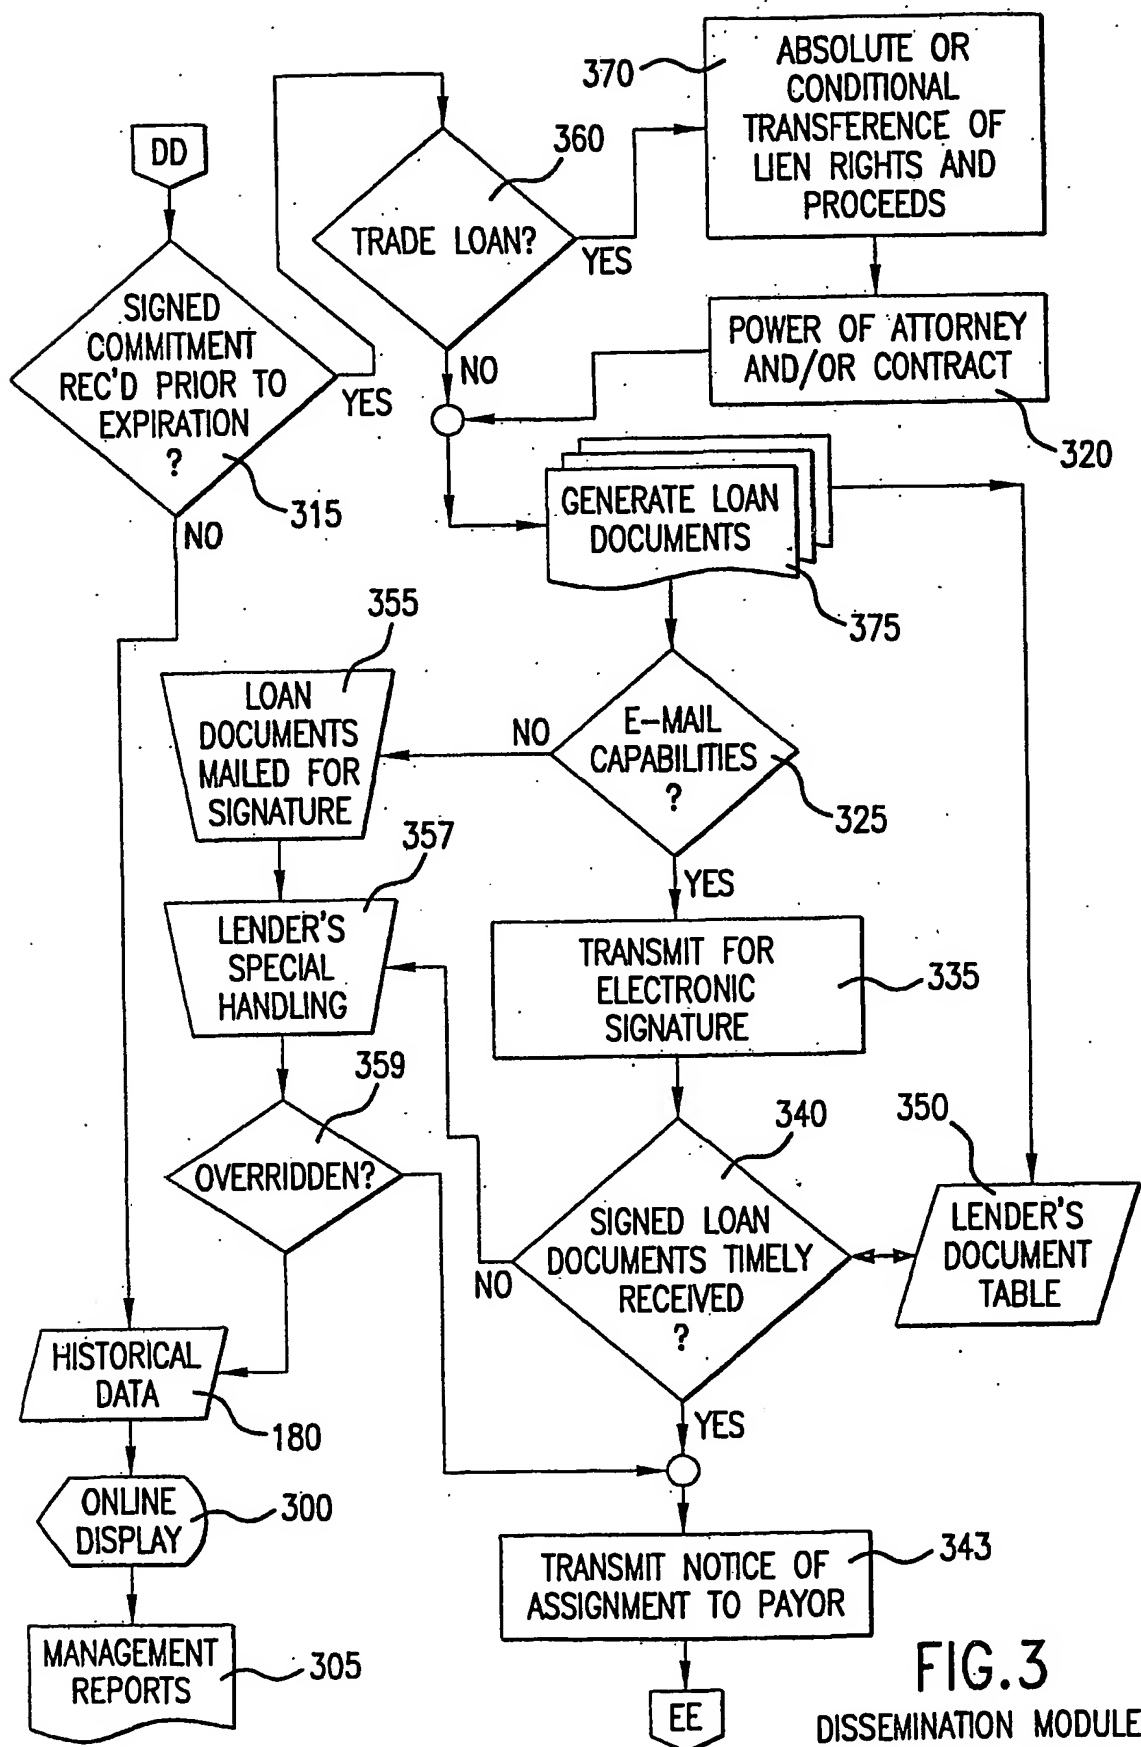 370
ABSOLUTE OR
CONDITIONAL
TRANSFERENCE OF
LIEN RIGHTS AND
PROCEEDS
DD
360
TRADE LOAN?
YES
NO
SIGNED
COMMITMENT
REC'D PRIOR TO
EXPIRATION
?
YES
315
NO
POWER OF ATTORNEY
AND/OR CONTRACT
320
GENERATE LOAN
DOCUMENTS
375
355
LOAN
DOCUMENTS
MAILED FOR
SIGNATURE
NO
E-MAIL
CAPABILITIES
?
325
YES
357
LENDER'S
SPECIAL
HANDLING
TRANSMIT FOR
ELECTRONIC
SIGNATURE
335
359
OVERRIDDEN?
340
SIGNED LOAN
DOCUMENTS TIMELY
RECEIVED
?
NO
YES
350
LENDER'S
DOCUMENT
TABLE
HISTORICAL
DATA
180
ONLINE
DISPLAY
300
MANAGEMENT
REPORTS
305
TRANSMIT NOTICE OF
ASSIGNMENT TO PAYOR
343
EE
FIG.3
DISSEMINATION MODULE